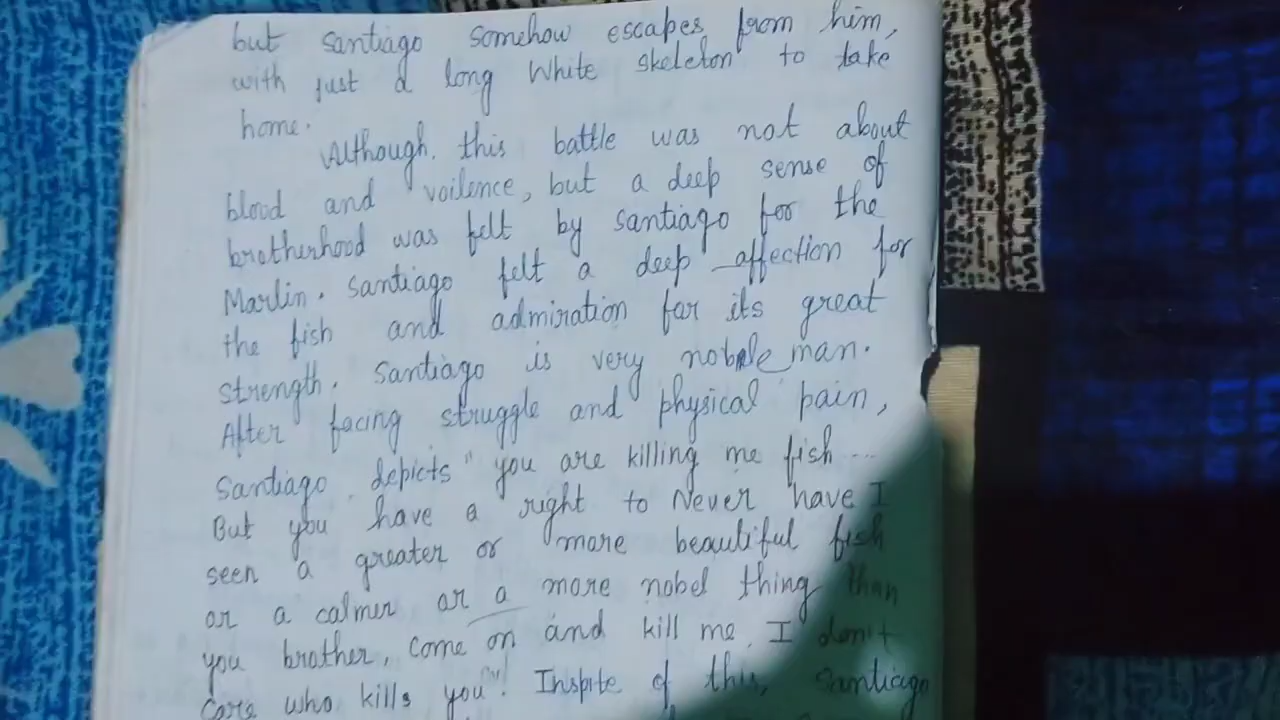 but santiago somehow escapes from him,
with just a long White skeleton to take
home.
Although, this battle was not about
blood and voilence, but a deep sense of
brotherhood was felt by Santiago for the
Marlin. Santiago felt a deep affection for
the fish and admiration for its great
strength. Santiago is very noble man.
After facing struggle and physical pain,
Santiago depicts "you are killing me fish ...
But you have a right to Never have I
seen a greater or more beautiful fish
or a calmer or a more nobel thing than
you brother, come on and kill me. I don't
care who kills you". Inspite of this, Santiago